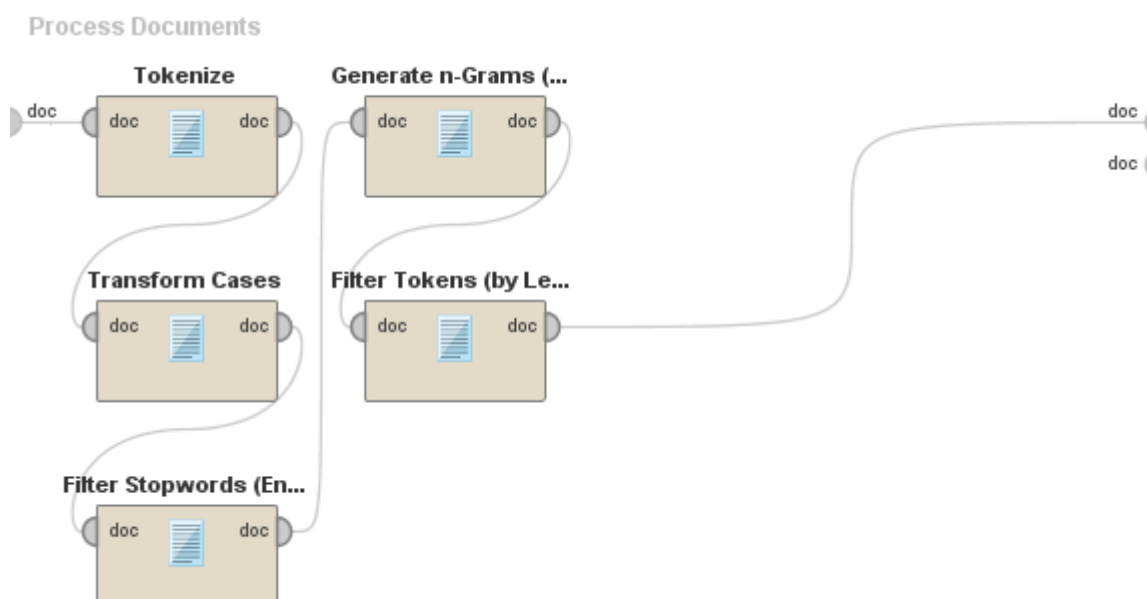 Process Documents
Tokenize
Generate n-Grams (...
doc
doc
doc
doc
doc
doc
doc
Transform Cases
Filter Tokens (by Le...
doc
doc
doc
doc
Filter Stopwords (En...
doc
doc